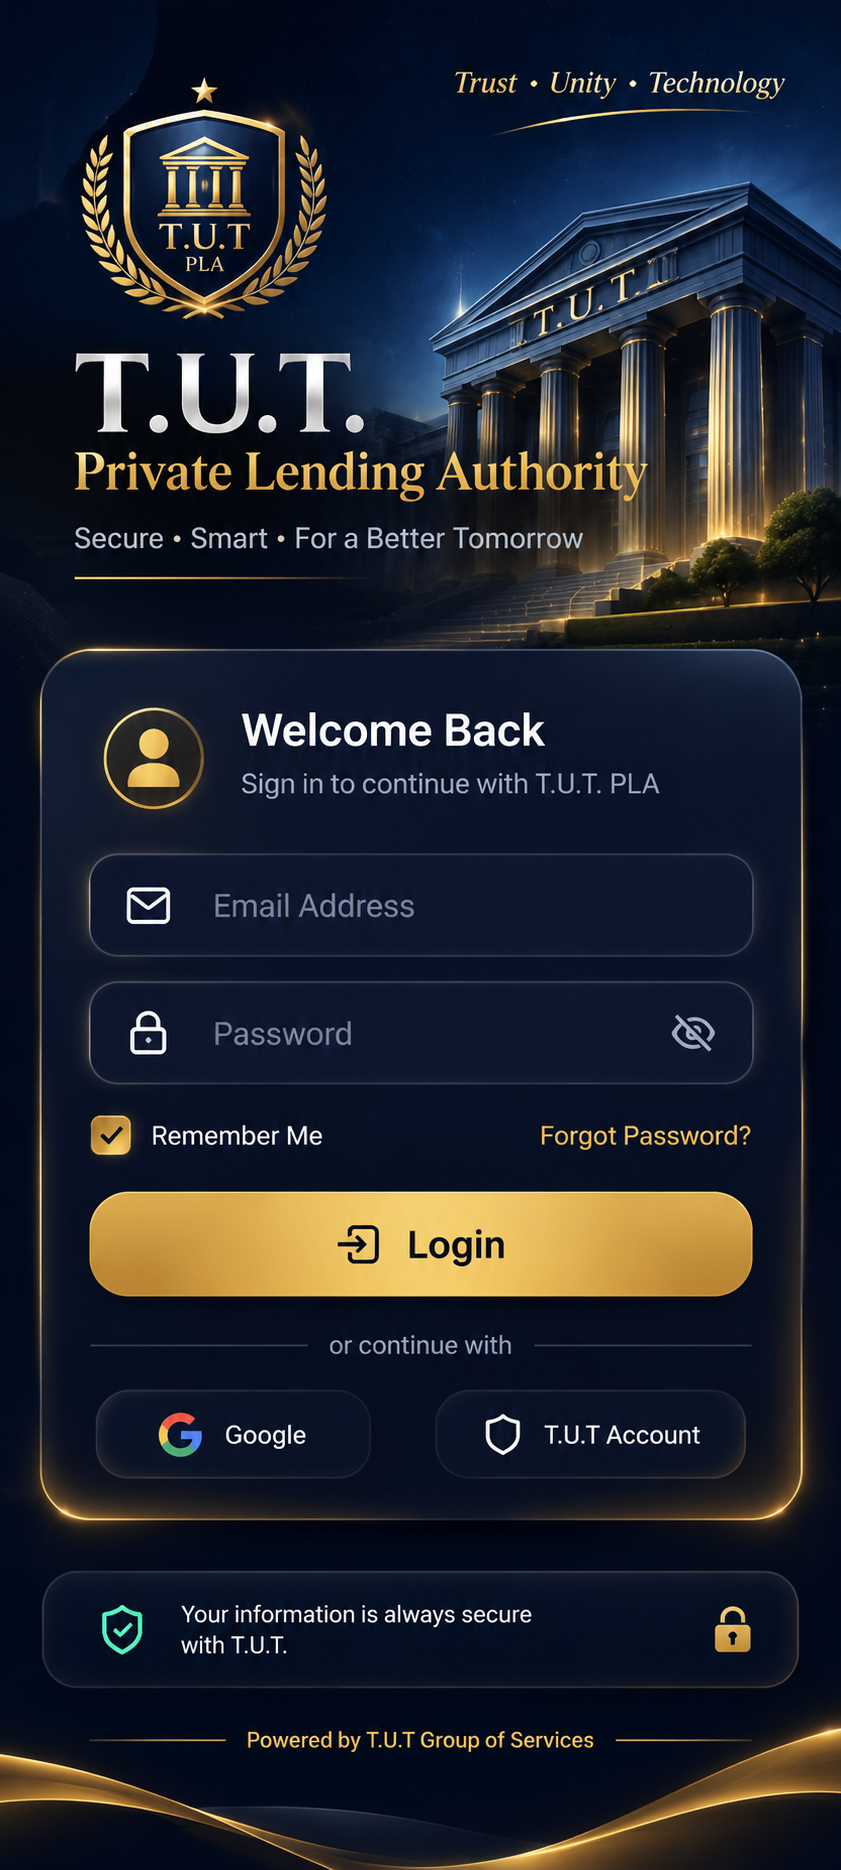 Trust • Unity • Technology
T.U.T
PLA
T.U.T.
T.U.T.
Private Lending Authority
Secure • Smart • For a Better Tomorrow
Welcome Back
Sign in to continue with T.U.T. PLA
Email Address
Password
Remember Me
Forgot Password?
Login
or continue with
Google
T.U.T Account
Your information is always secure
with T.U.T.
Powered by T.U.T Group of Services